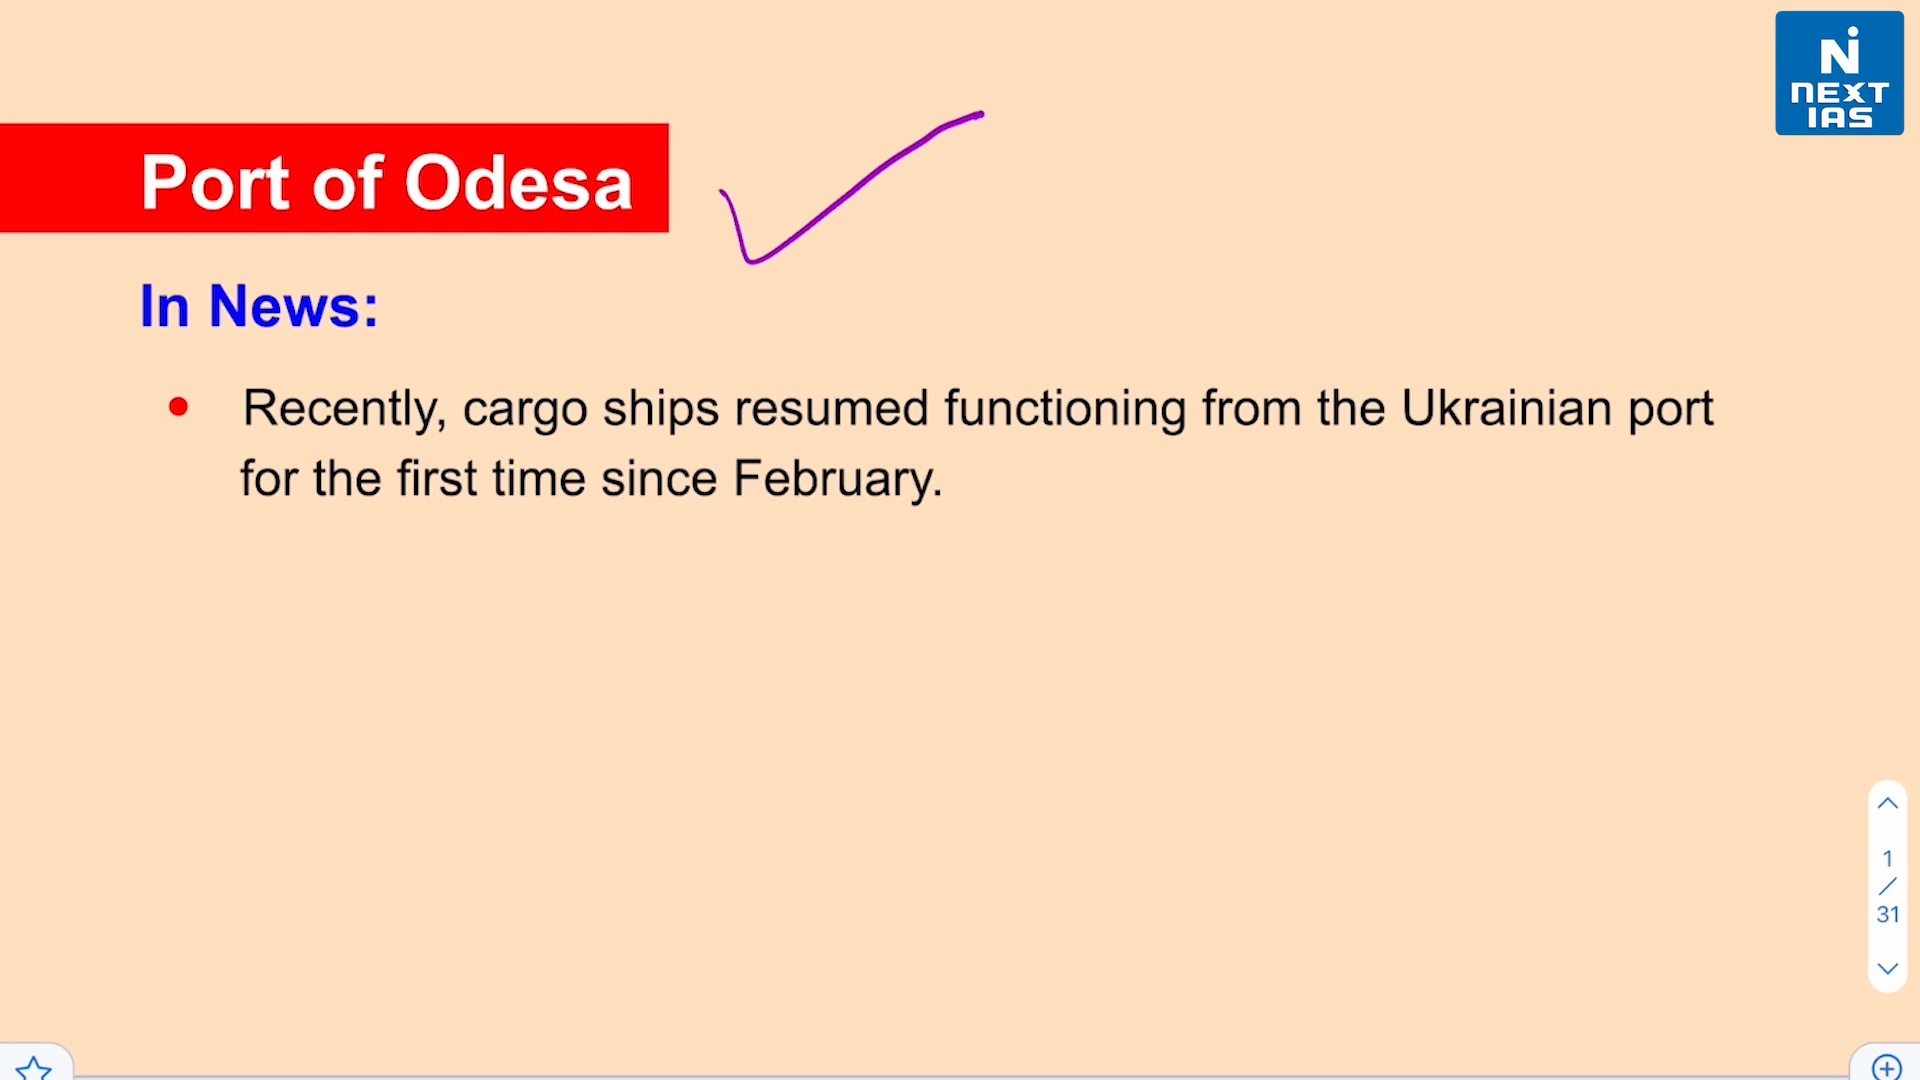 NEXT
IAS
Port of Odesa
In News:
Recently, cargo ships resumed functioning from the Ukrainian port
for the first time since February.
1
/
31